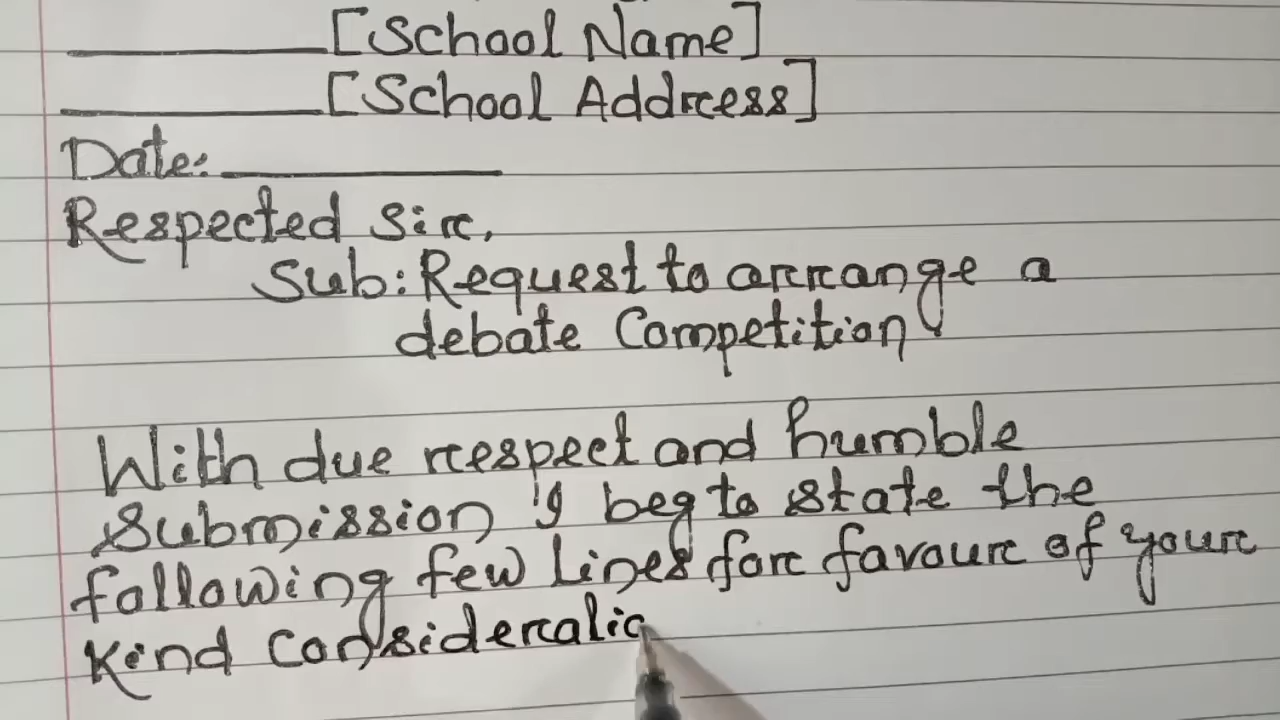 ________[School Name]
________[School Address]
Date: ________
Respected Sir,
Sub: Request to arrange a
debate Competition
With due respect and humble
submission I beg to state the
following few lines for favour of your
kind consideratio